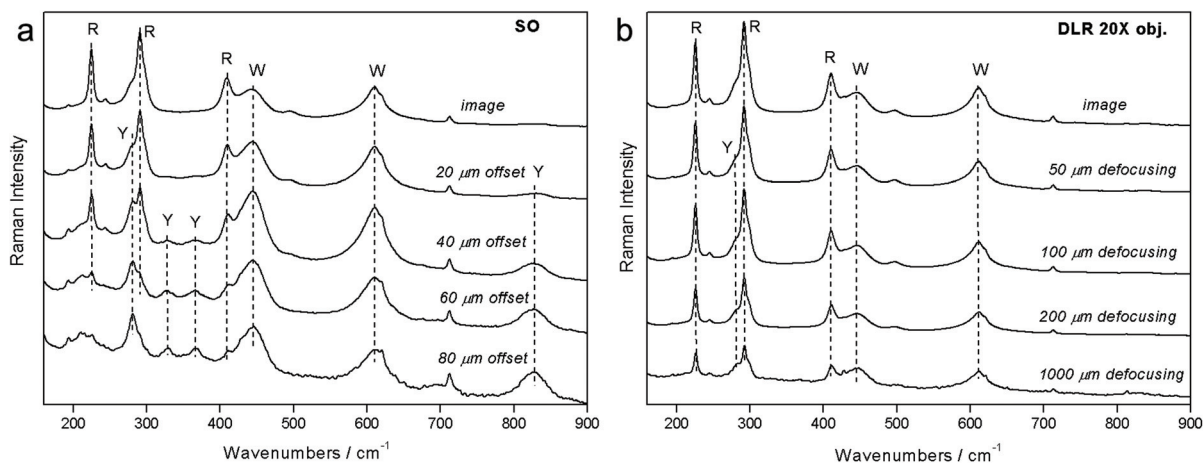 a
SO
R
R
R
W
W
image
Y
20 μm offset
Y
Y
Y
40 μm offset
60 μm offset
80 μm offset
200 300 400 500 600 700 800 900
Wavenumbers / cm-1
Raman Intensity
b
DLR 20X obj.
R
R
R
W
W
image
Y
50 μm defocusing
100 μm defocusing
200 μm defocusing
1000 μm defocusing
200 300 400 500 600 700 800 900
Wavenumbers / cm-1
Raman Intensity